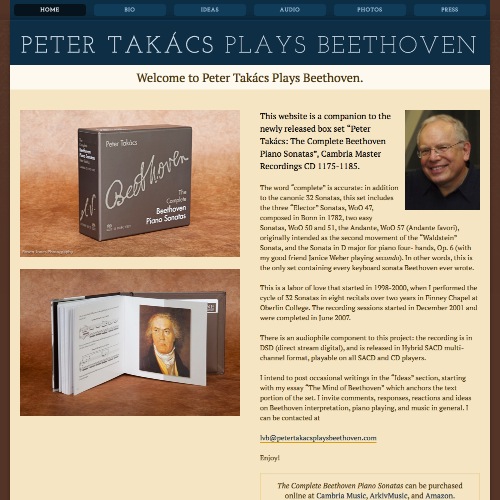 HOME BIO IDEAS AUDIO PHOTOS PRESS
PETER TAKÁCS PLAYS BEETHOVEN
Welcome to Peter Takács Plays Beethoven.
Peter Takács
Beethoven
The
Complete
Beethoven
Piano Sonatas
This website is a companion to the
newly released box set “Peter
Takács: The Complete Beethoven
Piano Sonatas”, Cambria Master
Recordings CD 1175-1185.
The word “complete” is accurate: in addition
to the canonic 32 Sonatas, this set includes
the three “Elector” Sonatas, WoO 47,
composed in Bonn in 1782, two easy
Sonatas, WoO 50 and 51, the Andante, WoO 57 (Andante favori),
originally intended as the second movement of the “Waldstein”
Sonata, and the Sonata in D major for piano four- hands, Op. 6 (with
my good friend Janice Weber playing secondo). In other words, this is
the only set containing every keyboard sonata Beethoven ever wrote.
This is a labor of love that started in 1998-2000, when I performed the
cycle of 32 Sonatas in eight recitals over two years in Finney Chapel at
Oberlin College. The recording sessions started in December 2001 and
were completed in June 2007.
There is an audiophile component to this project: the recording is in
DSD (direct stream digital), and is released in Hybrid SACD multi-
channel format, playable on all SACD and CD players.
I intend to post occasional writings in the “Ideas” section, starting
with my essay “The Mind of Beethoven” which anchors the text
portion of the set. I invite comments, responses, reactions and ideas
on Beethoven interpretation, piano playing, and music in general. I
can be contacted at
lvh@petertakacsplaysbeethoven.com
Enjoy!
The Complete Beethoven Piano Sonatas can be purchased
online at Cambria Music, ArkivMusic, and Amazon.